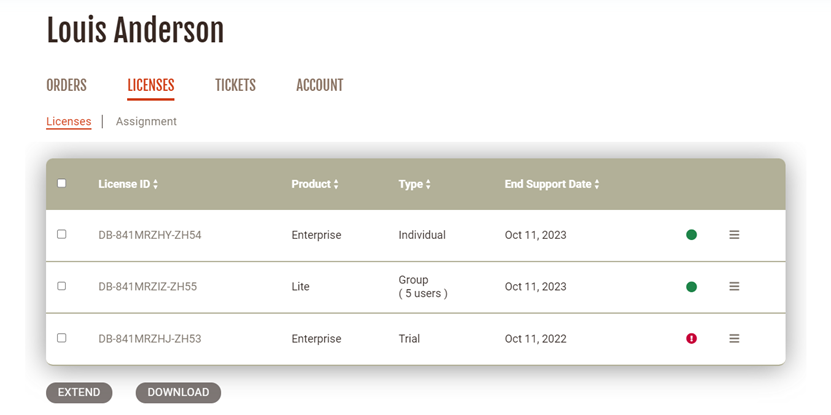 Louis Anderson
ORDERS LICENSES TICKETS ACCOUNT
Licenses | Assignment
License ID Product Type End Support Date
DB-841MRZHY-ZH54 Enterprise Individual Oct 11, 2023
DB-841MRZIZ-ZH55 Lite Group Oct 11, 2023
( 5 users )
DB-841MRZHJ-ZH53 Enterprise Trial Oct 11, 2022
EXTEND DOWNLOAD